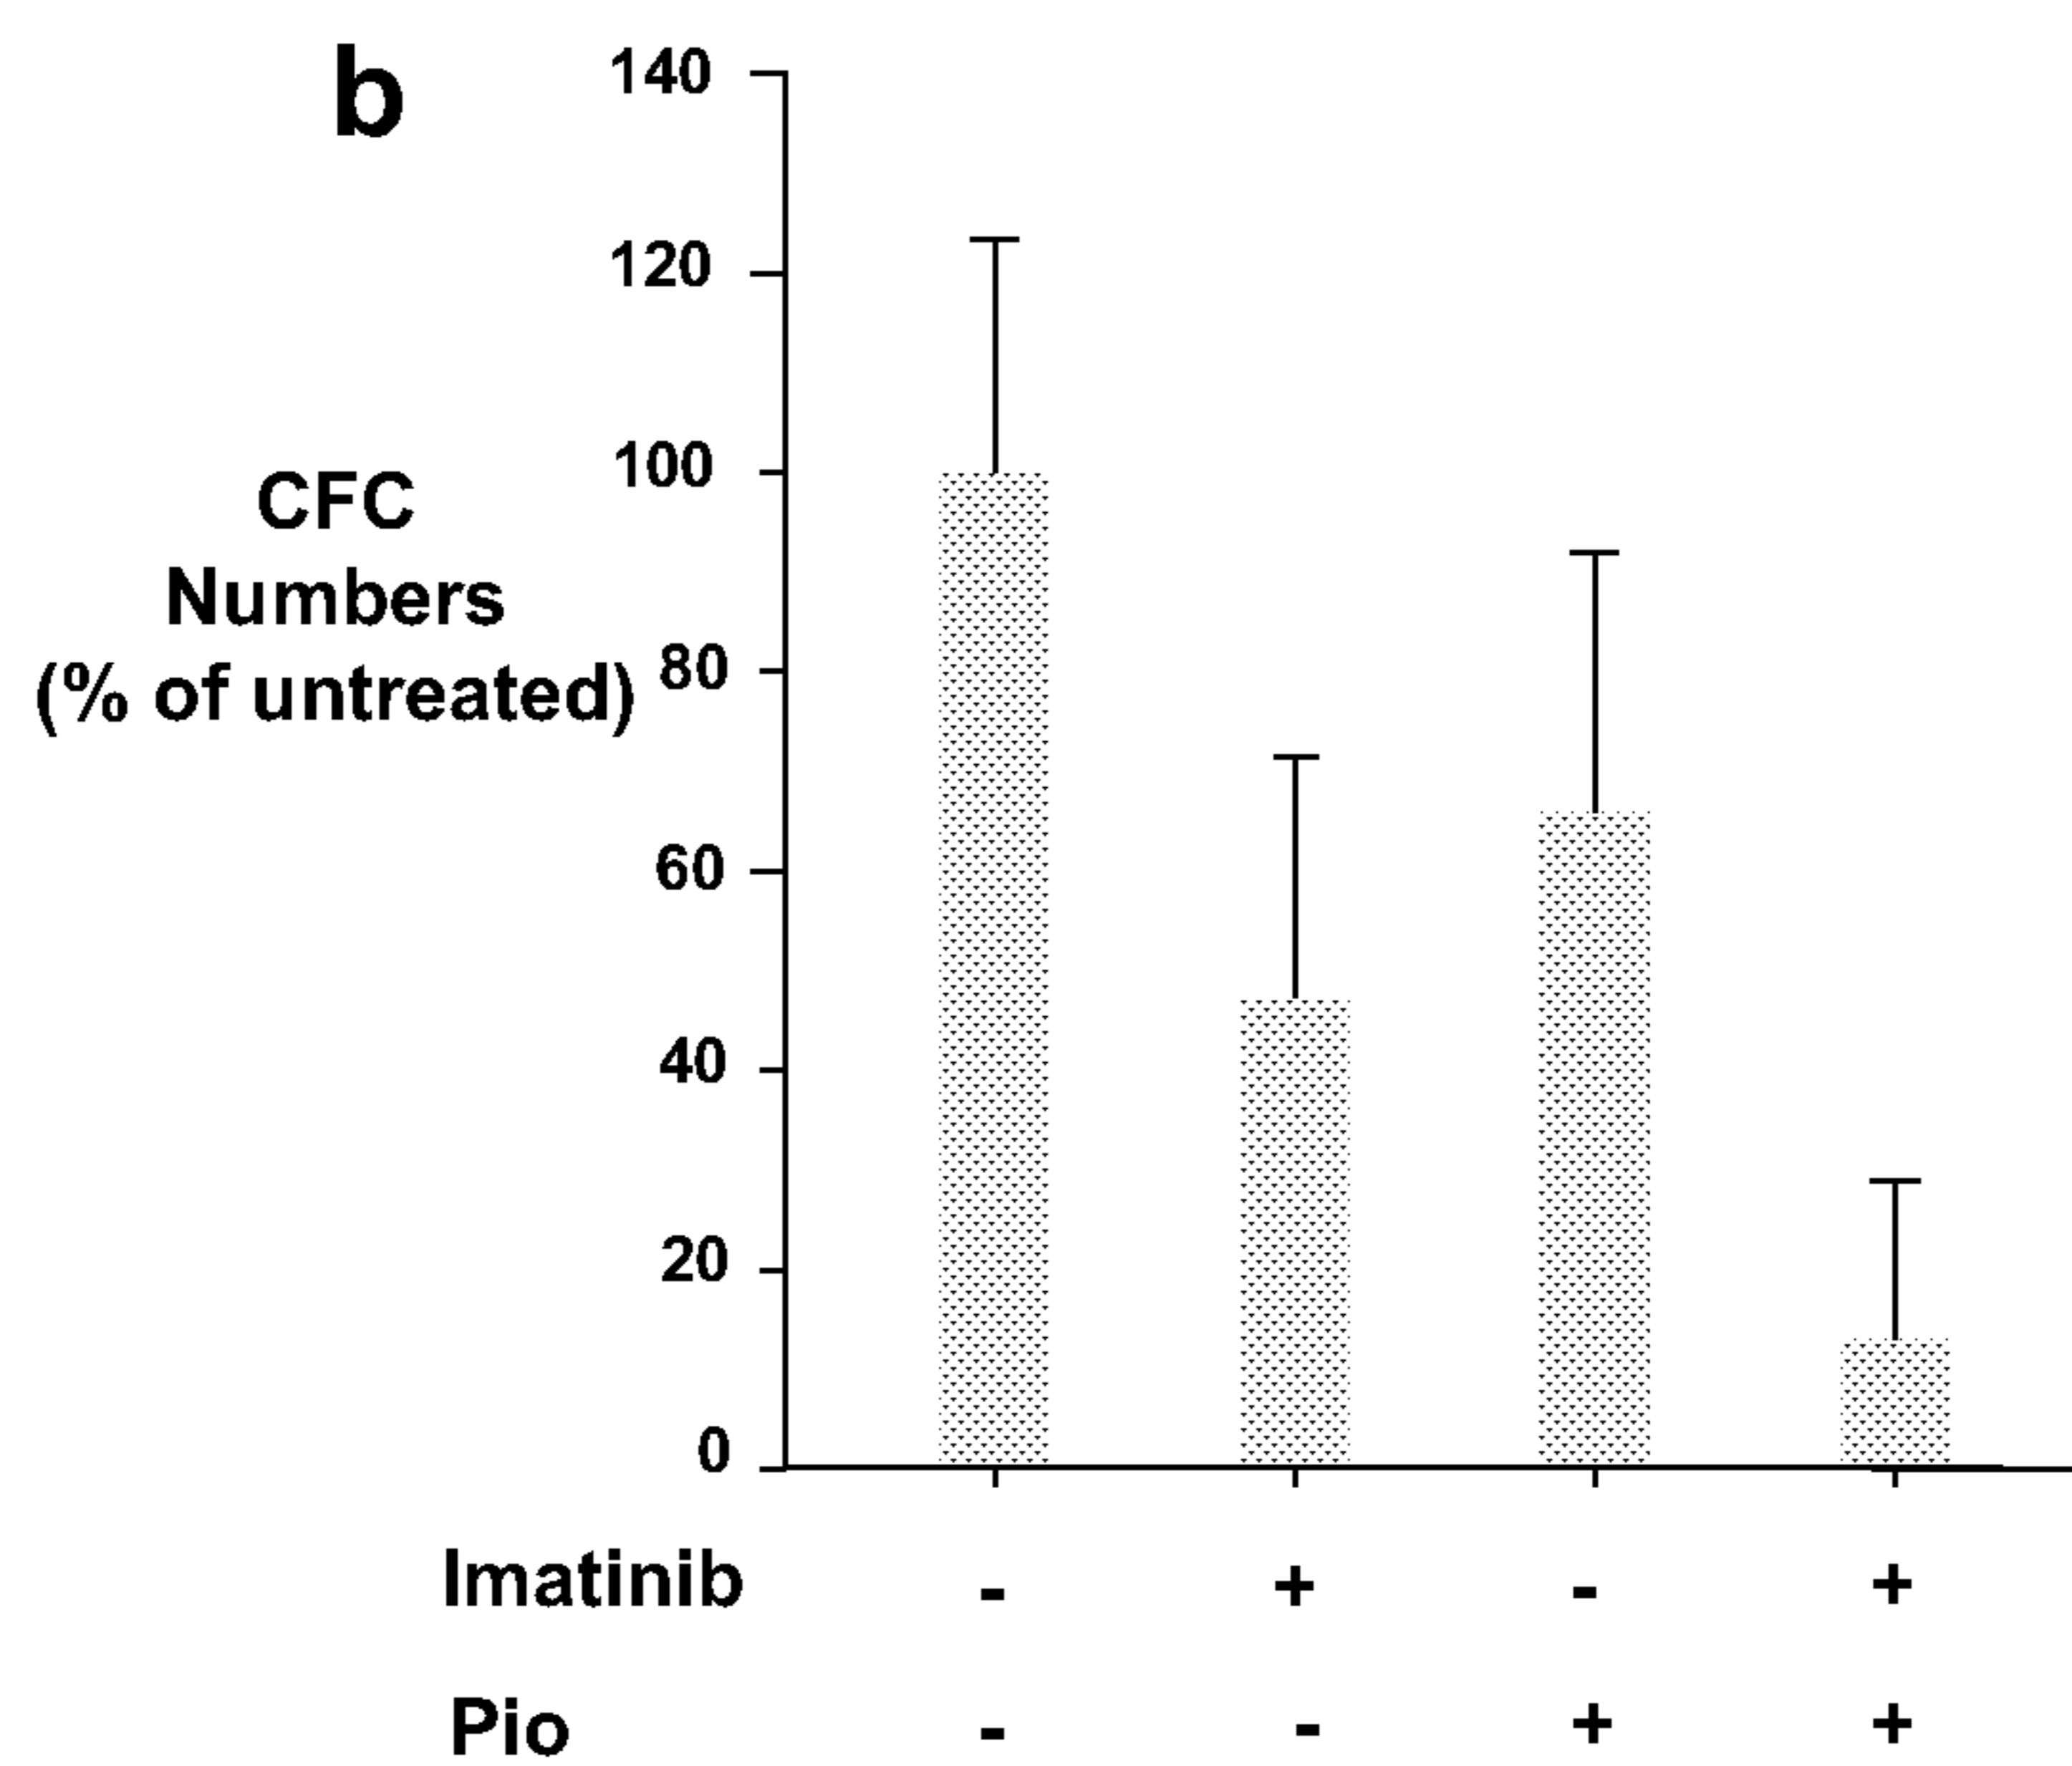 b
140
120
100
CFC
Numbers
(% of untreated)
80
60
40
20
0
Imatinib - + - +
Pio - - + +